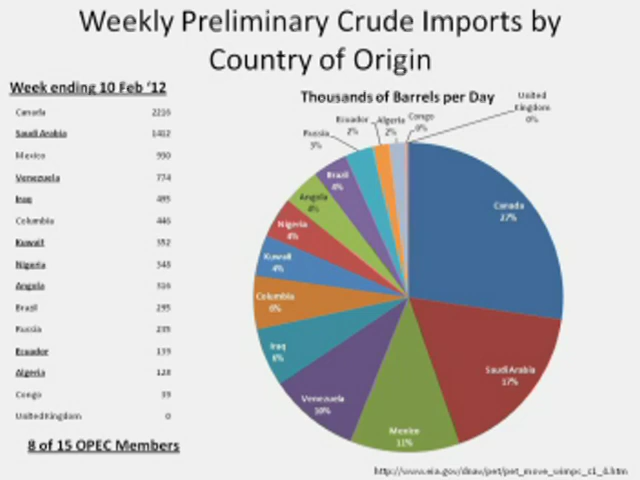 Weekly Preliminary Crude Imports by
Country of Origin
Week ending 10 Feb '12
Canada 2216
Saudi Arabia 1412
Mexico 930
Venezuela 774
Iraq 495
Columbia 446
Kuwait 352
Nigeria 348
Angola 316
Brazil 295
Russia 235
Ecuador 139
Algeria 128
Congo 39
United Kingdom 0
8 of 15 OPEC Members
Thousands of Barrels per Day
Canada
27%
Saudi Arabia
17%
Mexico
11%
Venezuela
10%
Iraq
6%
Columbia
6%
Kuwait
4%
Nigeria
4%
Angola
4%
Brazil
4%
Russia
3%
Ecuador
2%
Algeria
2%
Congo
0%
United
Kingdom
0%